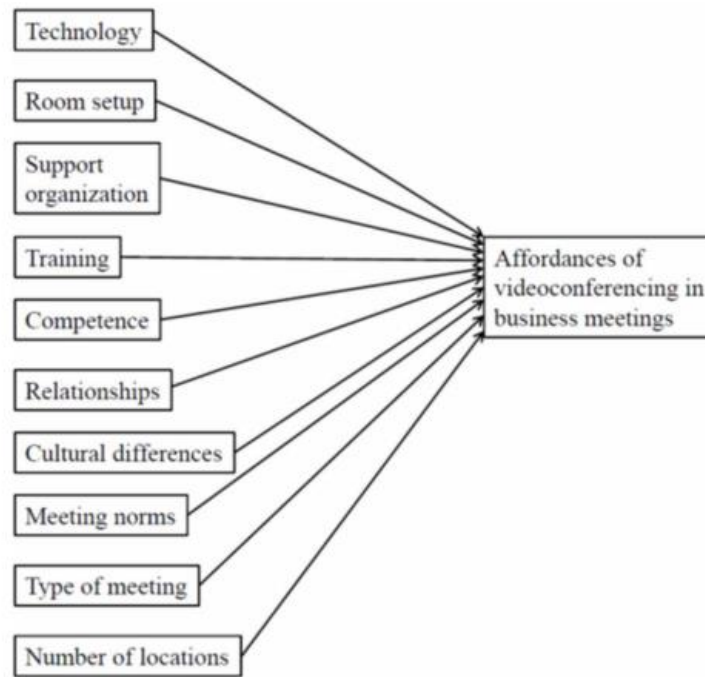 Technology
Room setup
Support
organization
Training
Competence
Relationships
Cultural differences
Meeting norms
Type of meeting
Number of locations
Affordances of
videoconferencing in
business meetings